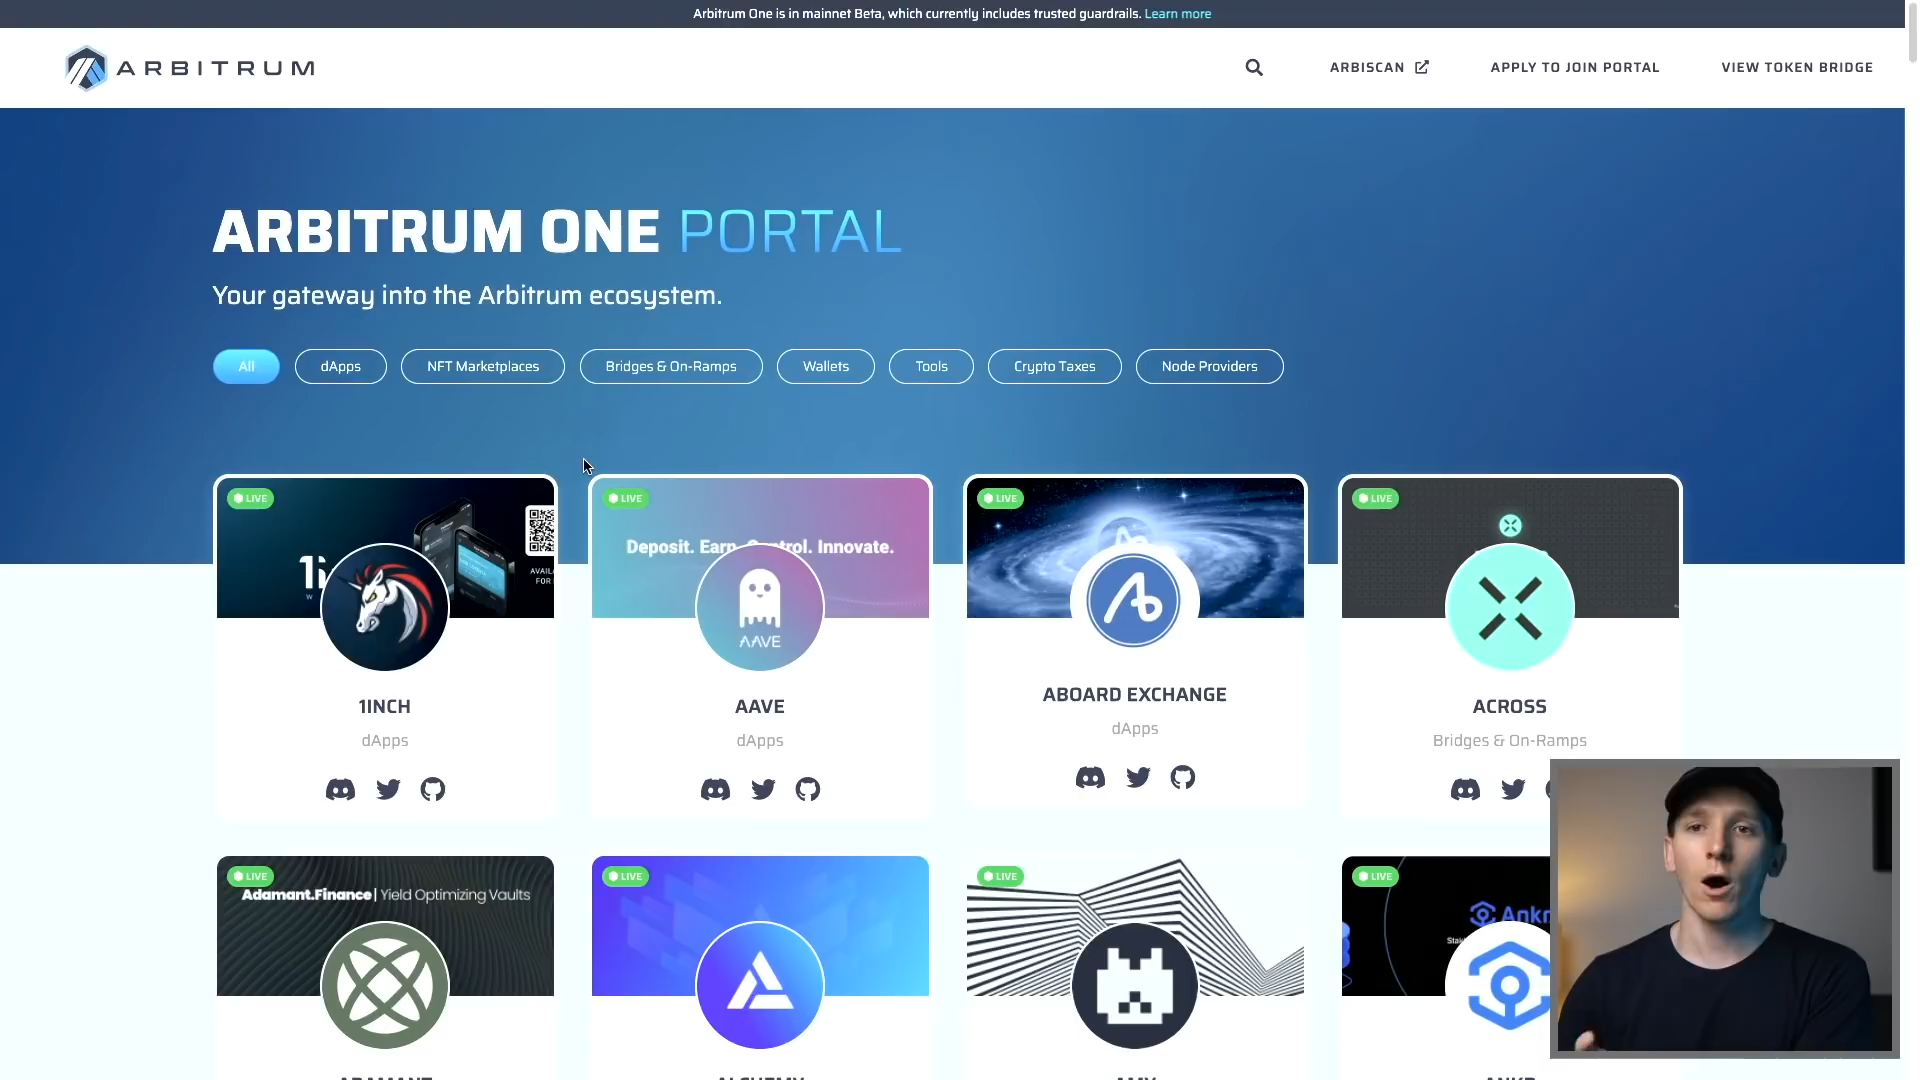 Arbitrum One is in mainnet Beta, which currently includes trusted guardrails. Learn more
ARBITRUM
ARBISCAN
APPLY TO JOIN PORTAL
VIEW TOKEN BRIDGE
ARBITRUM ONE PORTAL
Your gateway into the Arbitrum ecosystem.
All
dApps
NFT Marketplaces
Bridges & On-Ramps
Wallets
Tools
Crypto Taxes
Node Providers
LIVE
LIVE
LIVE
LIVE
Deposit. Earn. Control. Innovate.
AAVE
1INCH
AAVE
ABOARD EXCHANGE
ACROSS
dApps
dApps
dApps
Bridges & On-Ramps
LIVE
LIVE
LIVE
LIVE
Adamant.Finance | Yield Optimizing Vaults
Ankr